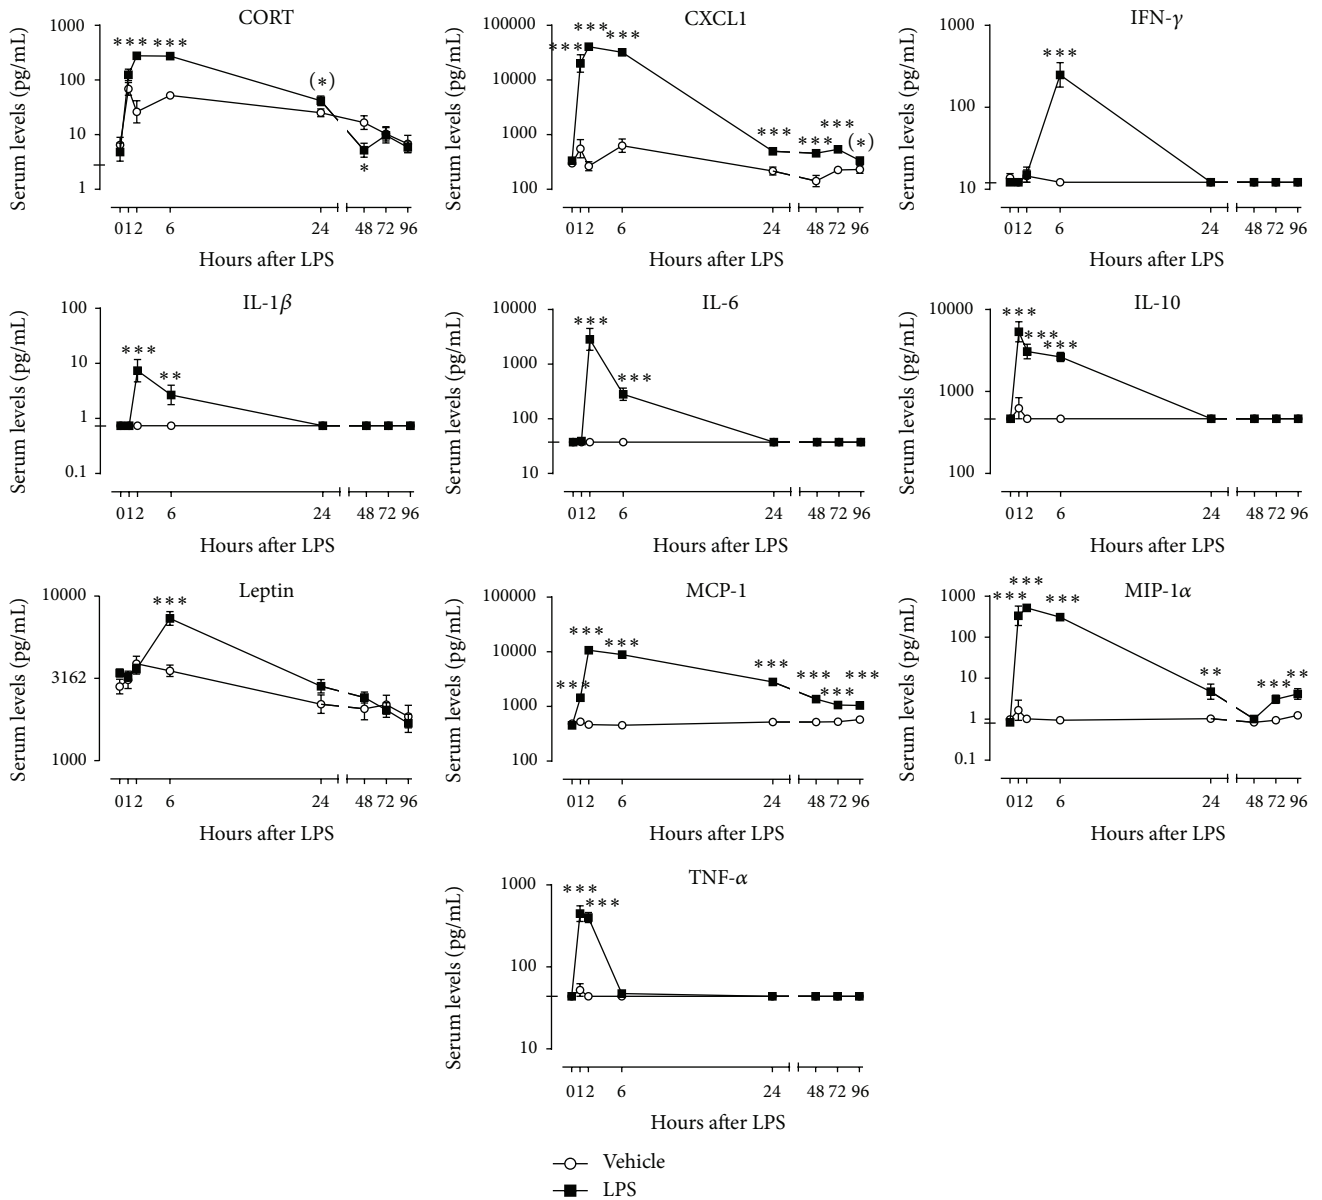 CORT
Serum levels (pg/mL)
1000
100
10
1
*** ***
(*)
*
0 1 2 6 24 48 72 96
Hours after LPS
CXCL1
Serum levels (pg/mL)
100000
10000
1000
100
***
*** ***
***
***
***
(*)
0 1 2 6 24 48 72 96
Hours after LPS
IFN-γ
Serum levels (pg/mL)
1000
100
10
***
0 1 2 6 24 48 72 96
Hours after LPS
IL-1β
Serum levels (pg/mL)
100
10
1
0.1
***
**
0 1 2 6 24 48 72 96
Hours after LPS
IL-6
Serum levels (pg/mL)
10000
1000
100
10
***
***
0 1 2 6 24 48 72 96
Hours after LPS
IL-10
Serum levels (pg/mL)
10000
1000
100
***
***
***
0 1 2 6 24 48 72 96
Hours after LPS
Leptin
Serum levels (pg/mL)
10000
3162
1000
***
0 1 2 6 24 48 72 96
Hours after LPS
MCP-1
Serum levels (pg/mL)
100000
10000
1000
100
***
***
***
***
***
***
***
0 1 2 6 24 48 72 96
Hours after LPS
MIP-1α
Serum levels (pg/mL)
1000
100
10
1
0.1
***
***
***
**
***
**
0 1 2 6 24 48 72 96
Hours after LPS
TNF-α
Serum levels (pg/mL)
1000
100
10
***
***
0 1 2 6 24 48 72 96
Hours after LPS
Vehicle
LPS